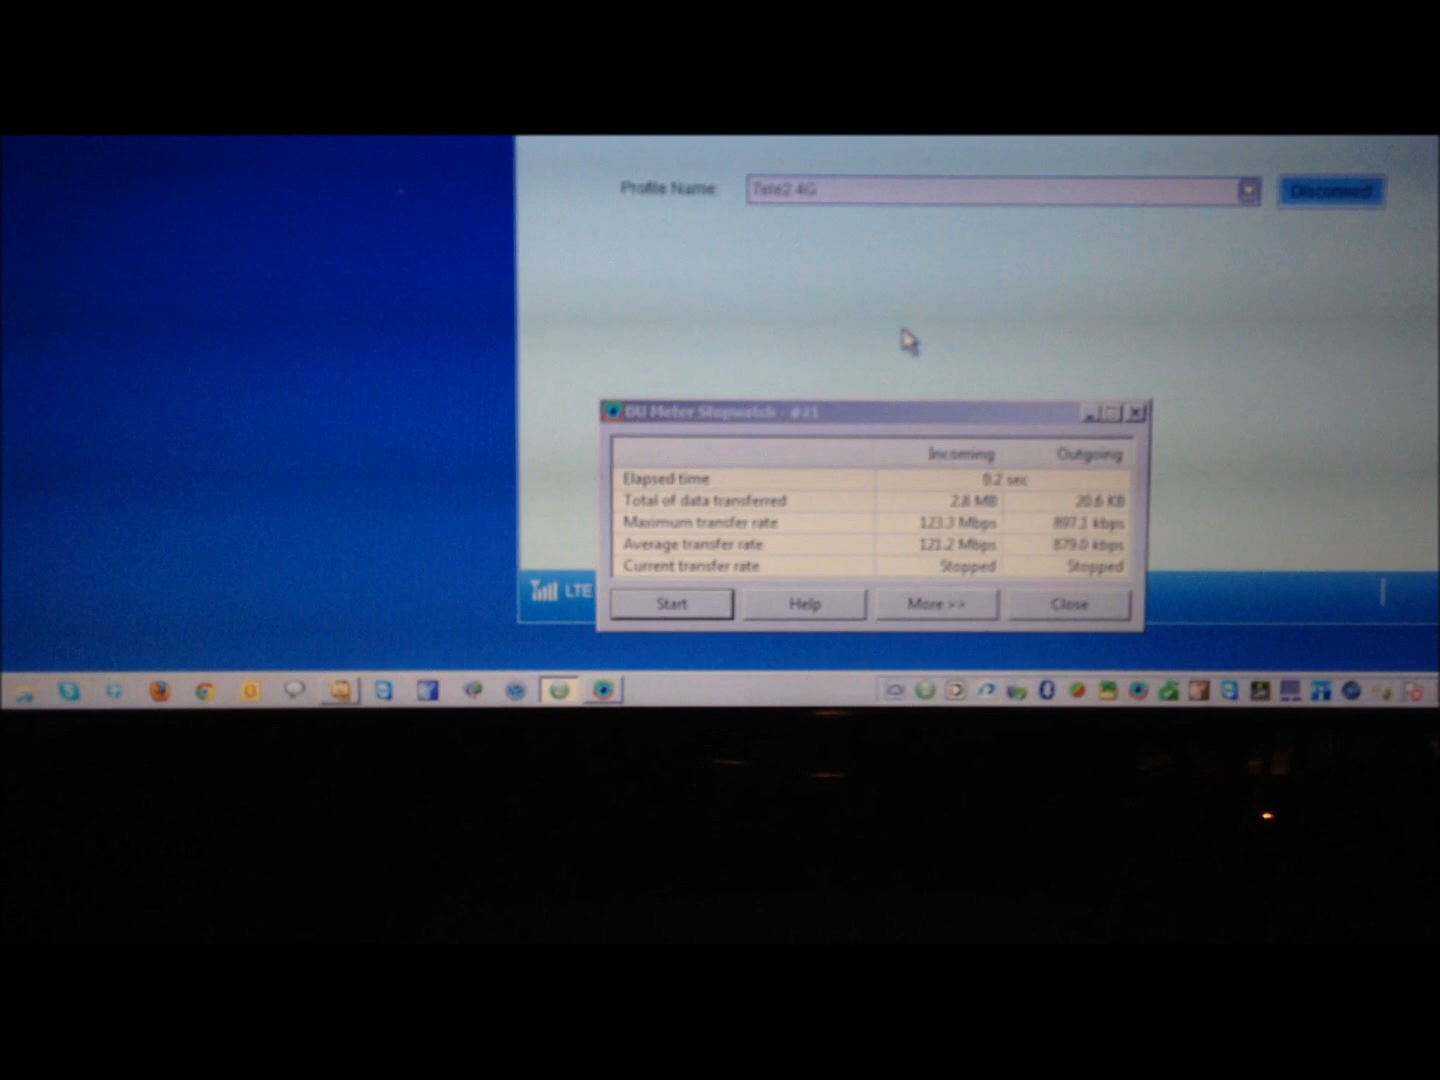 Profile Name Tele2 4G Disconnect
DU Meter Stopwatch #21
Incoming Outgoing
Elapsed time 0.2 sec
Total of data transferred 2.8 MB 20.6 KB
Maximum transfer rate 123.3 Mbps 897.1 kbps
Average transfer rate 121.2 Mbps 879.0 kbps
Current transfer rate Stopped Stopped
LTE
Start Help More >> Close